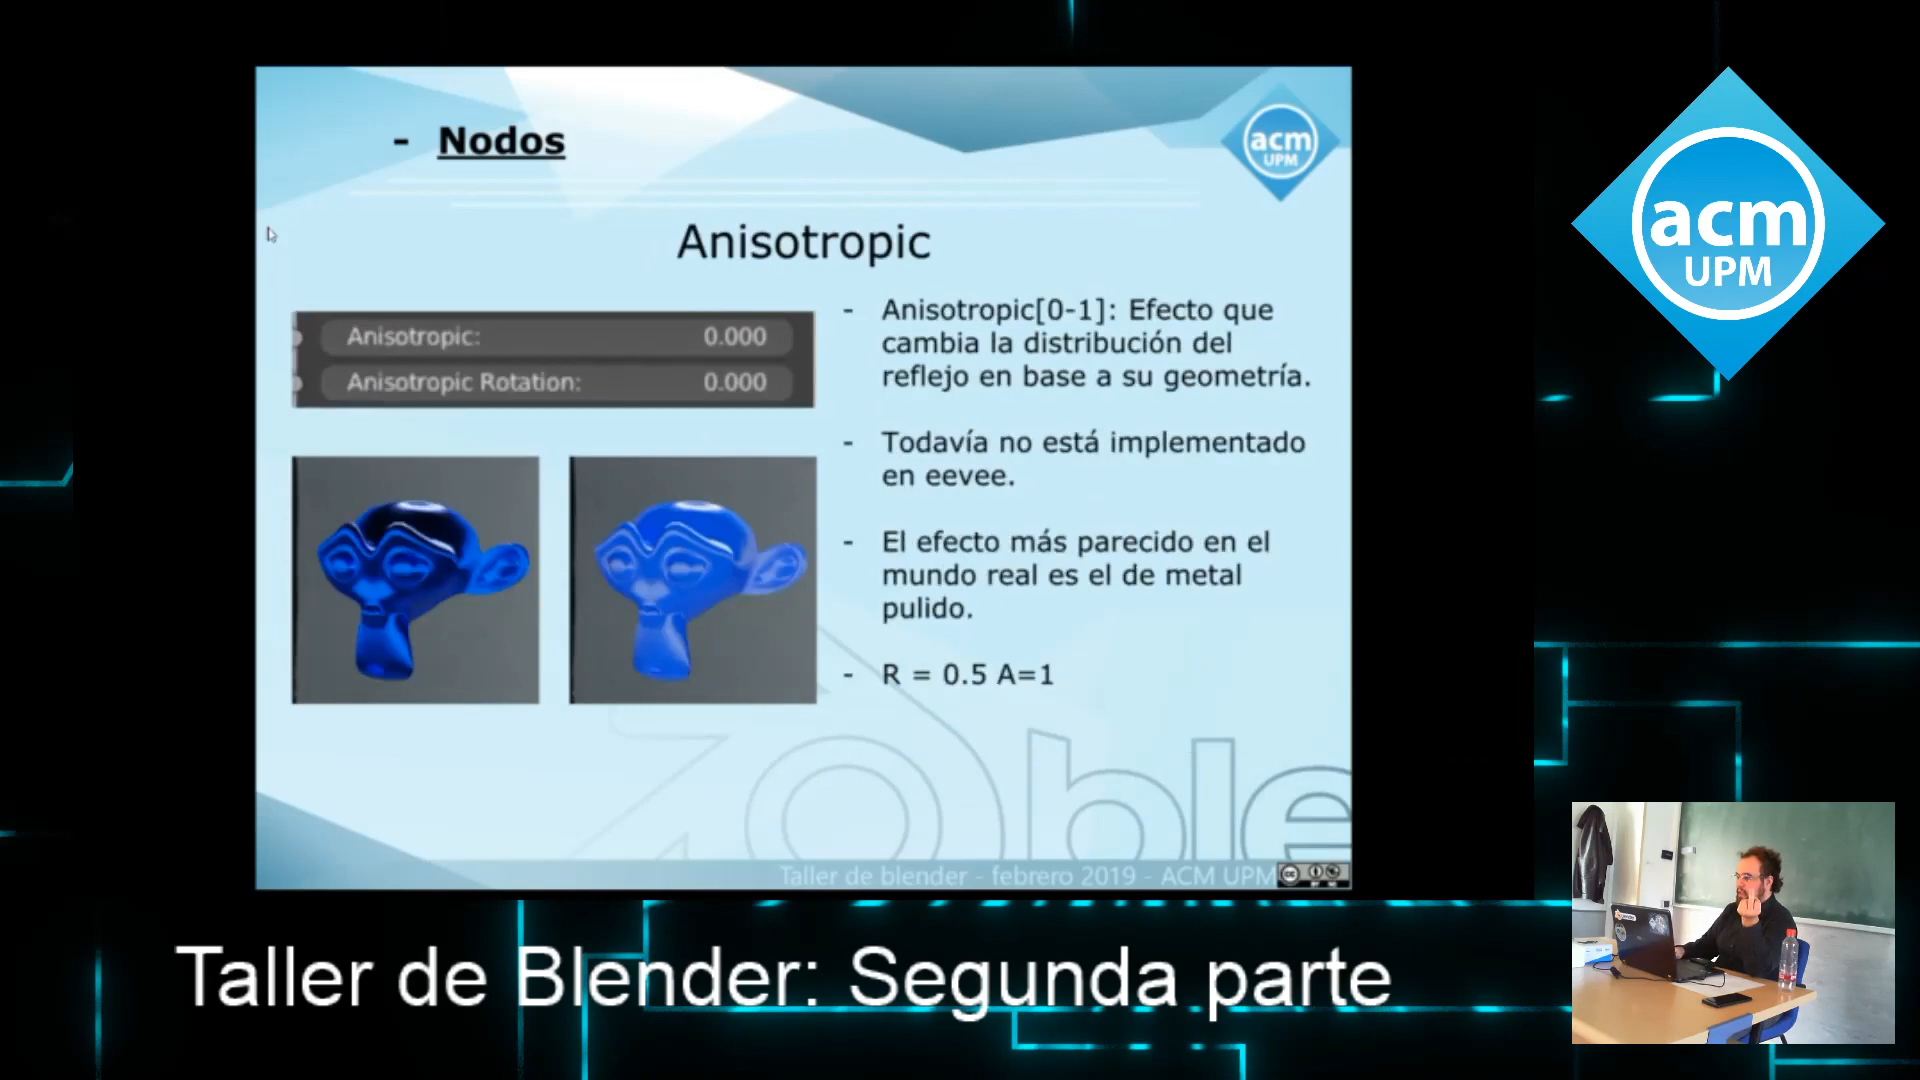 - Nodos
acm
UPM
Anisotropic
Anisotropic: 0.000
Anisotropic Rotation: 0.000
- Anisotropic[0-1]: Efecto que
cambia la distribución del
reflejo en base a su geometría.
- Todavía no está implementado
en eevee.
- El efecto más parecido en el
mundo real es el de metal
pulido.
- R = 0.5 A=1
ble
Taller de blender - febrero 2019 - ACM UPM
cc
acm
UPM
Taller de Blender: Segunda parte